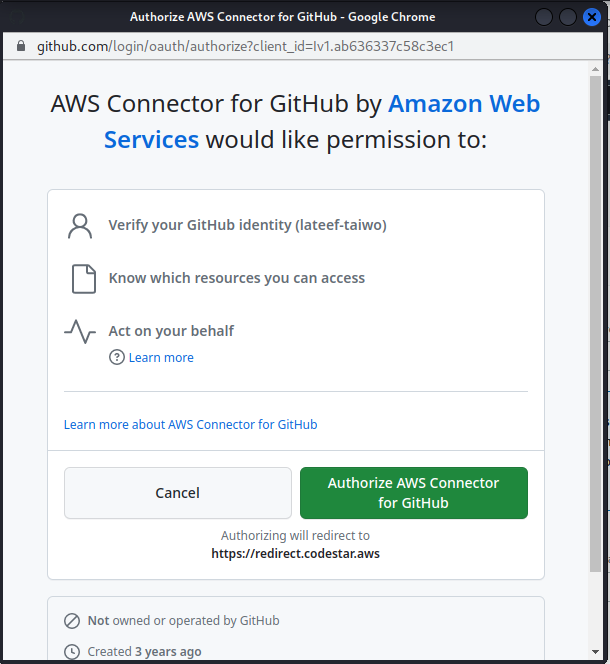 Authorize AWS Connector for GitHub - Google Chrome
github.com/login/oauth/authorize?client_id=Iv1.ab636337c58c3ec1
AWS Connector for GitHub by Amazon Web
Services would like permission to:
Verify your GitHub identity (lateef-taiwo)
Know which resources you can access
Act on your behalf
? Learn more
Learn more about AWS Connector for GitHub
Cancel
Authorize AWS Connector
for GitHub
Authorizing will redirect to
https://redirect.codestar.aws
Not owned or operated by GitHub
Created 3 years ago